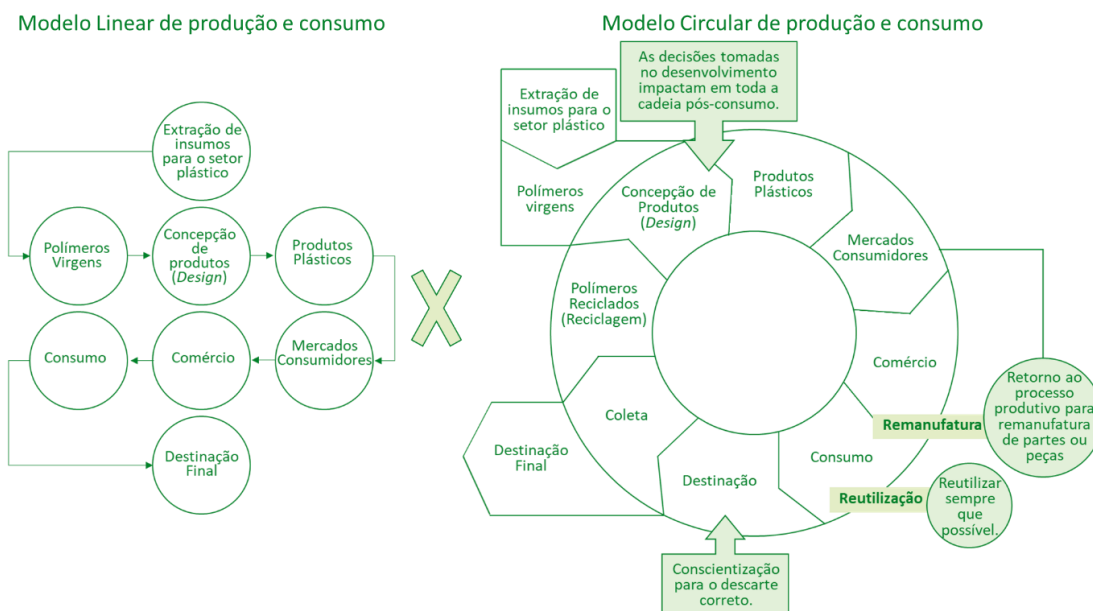 Modelo Linear de produção e consumo
Extração de
insumos
para o setor
plástico
Polímeros
Virgens
Concepção
de
produtos
(Design)
Produtos
Plásticos
Consumo
Comércio
Mercados
Consumidores
Destinação
Final
X
Modelo Circular de produção e consumo
As decisões tomadas
no desenvolvimento
impactam em toda a
cadeia pós-consumo.
Extração de
insumos para o
setor plástico
Polímeros
virgens
Concepção de
Produtos
(Design)
Produtos
Plásticos
Mercados
Consumidores
Polímeros
Reciclados
(Reciclagem)
Comércio
Retorno ao
processo
produtivo para
remanufatura
de partes ou
peças
Remanufatura
Coleta
Destinação
Final
Consumo
Destinação
Reutilização
Reutilizar
sempre
que
possível.
Conscientização
para o descarte
correto.